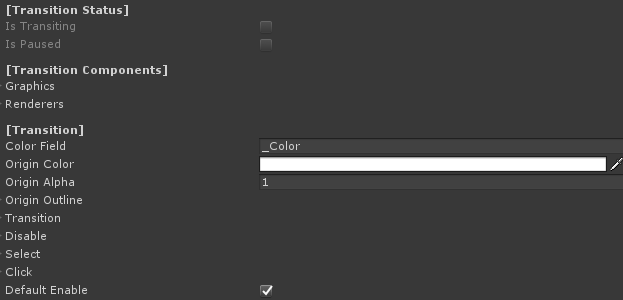 [Transition Status]
Is Transiting
Is Paused
[Transition Components]
Graphics
Renderers
[Transition]
Color Field _Color
Origin Color
Origin Alpha 1
Origin Outline
Transition
Disable
Select
Click
Default Enable